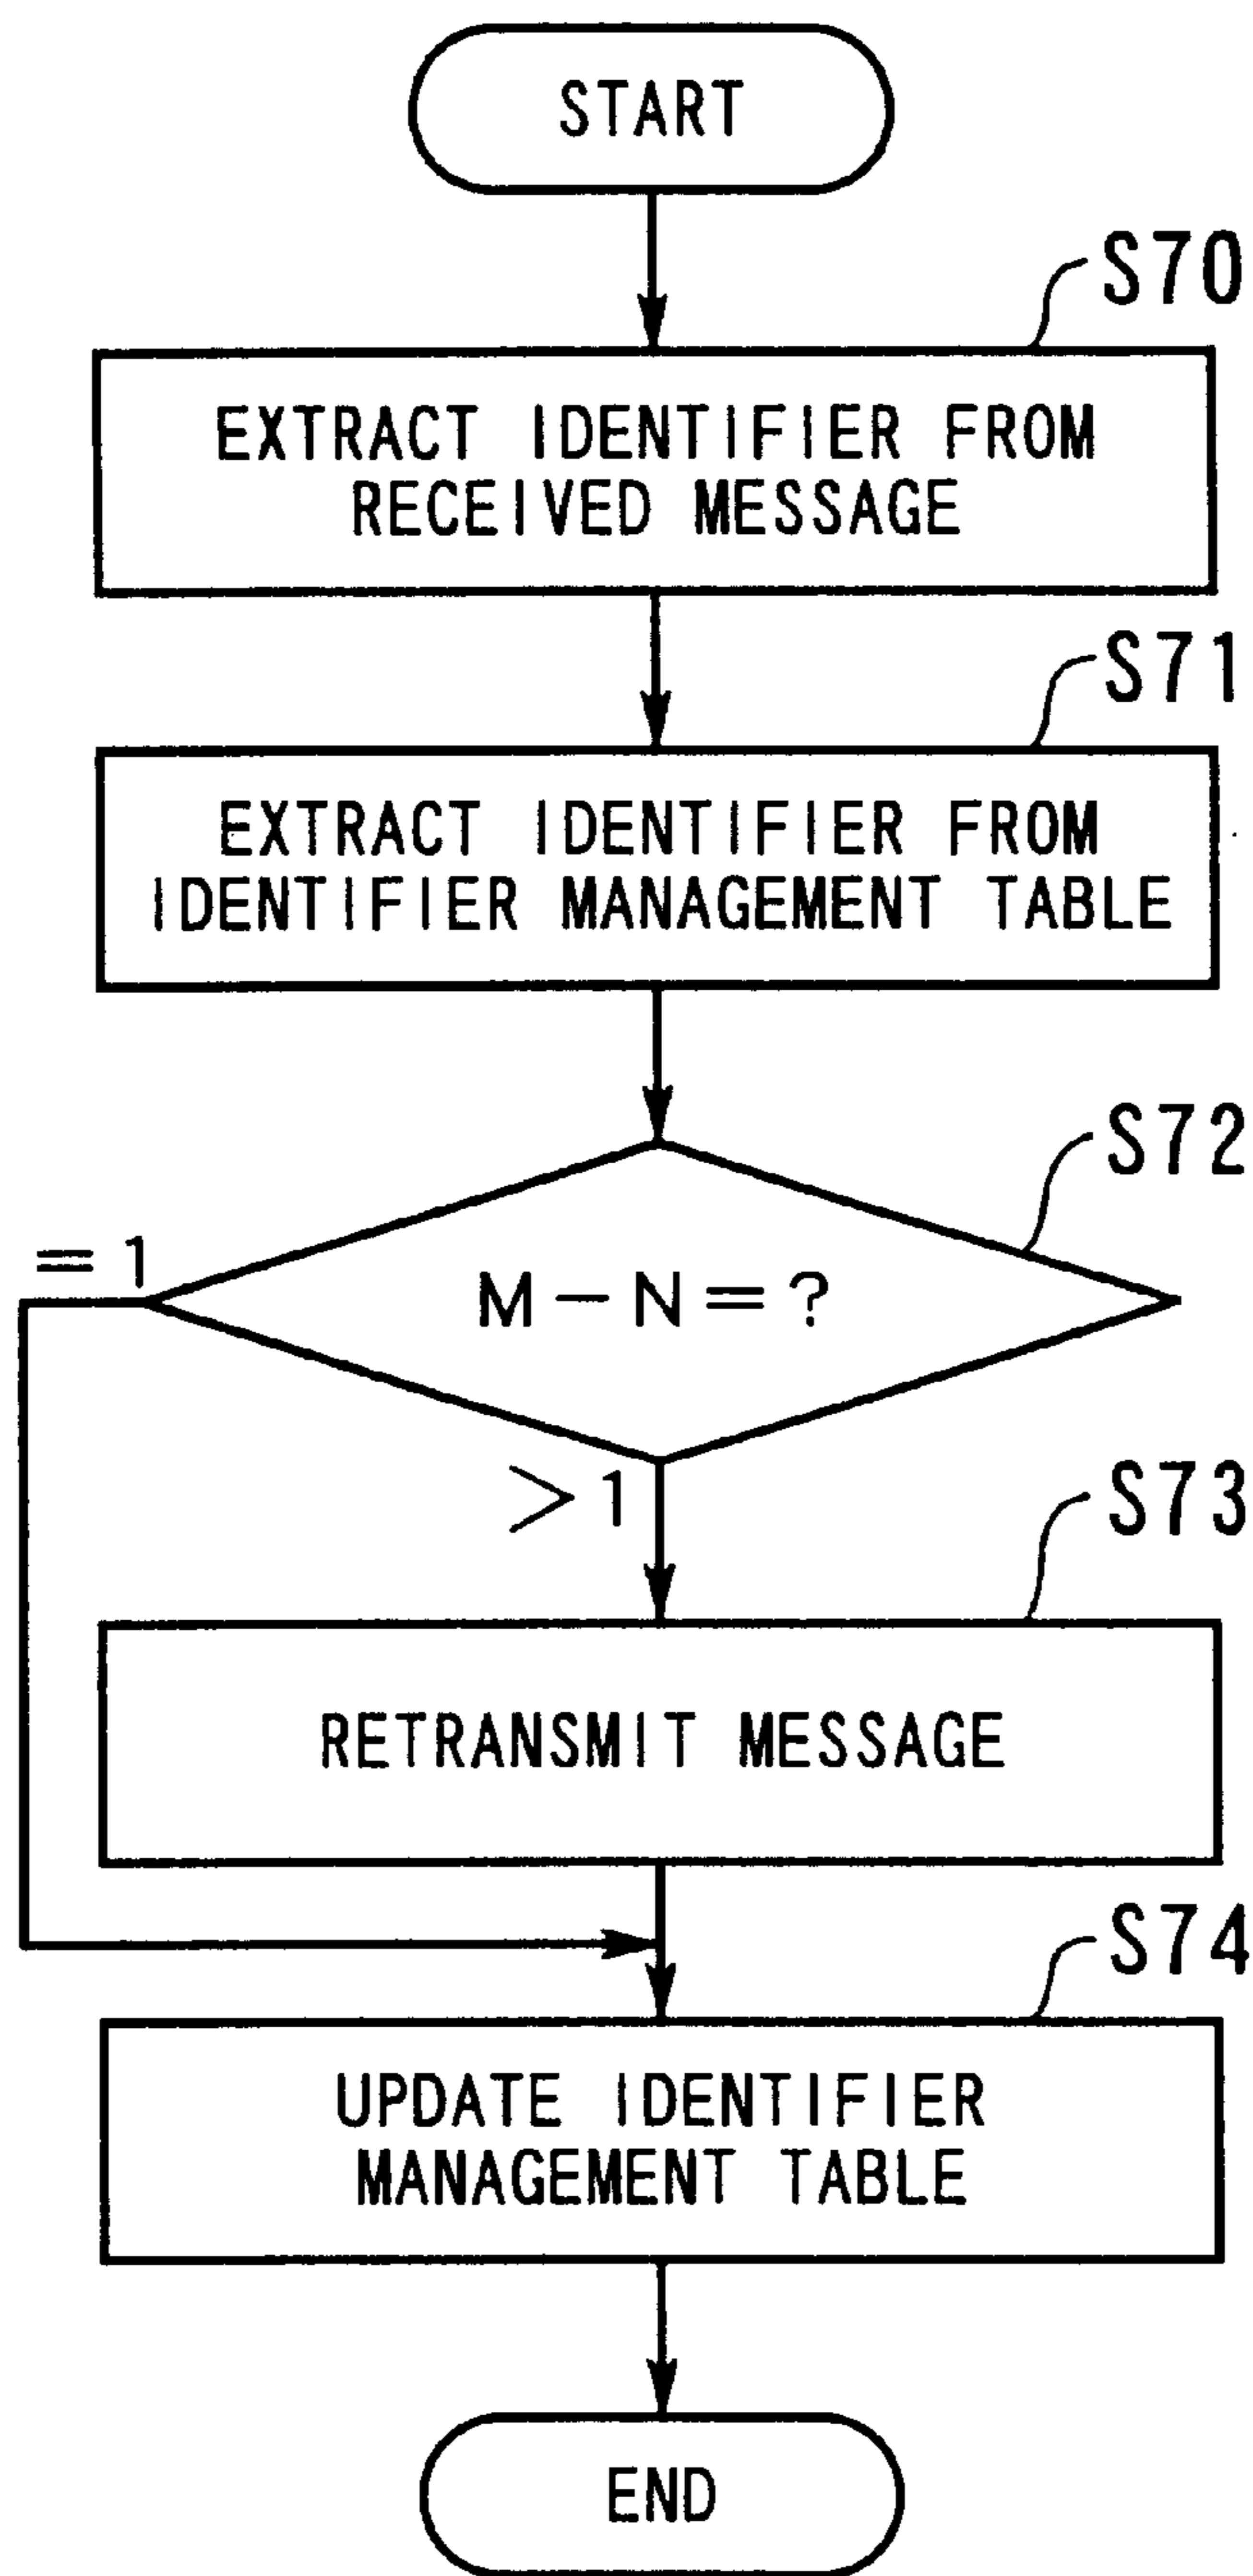 START
S70
EXTRACT IDENTIFIER FROM
RECEIVED MESSAGE
S71
EXTRACT IDENTIFIER FROM
IDENTIFIER MANAGEMENT TABLE
S72
=1
M-N=?
>1
S73
RETRANSMIT MESSAGE
S74
UPDATE IDENTIFIER
MANAGEMENT TABLE
END